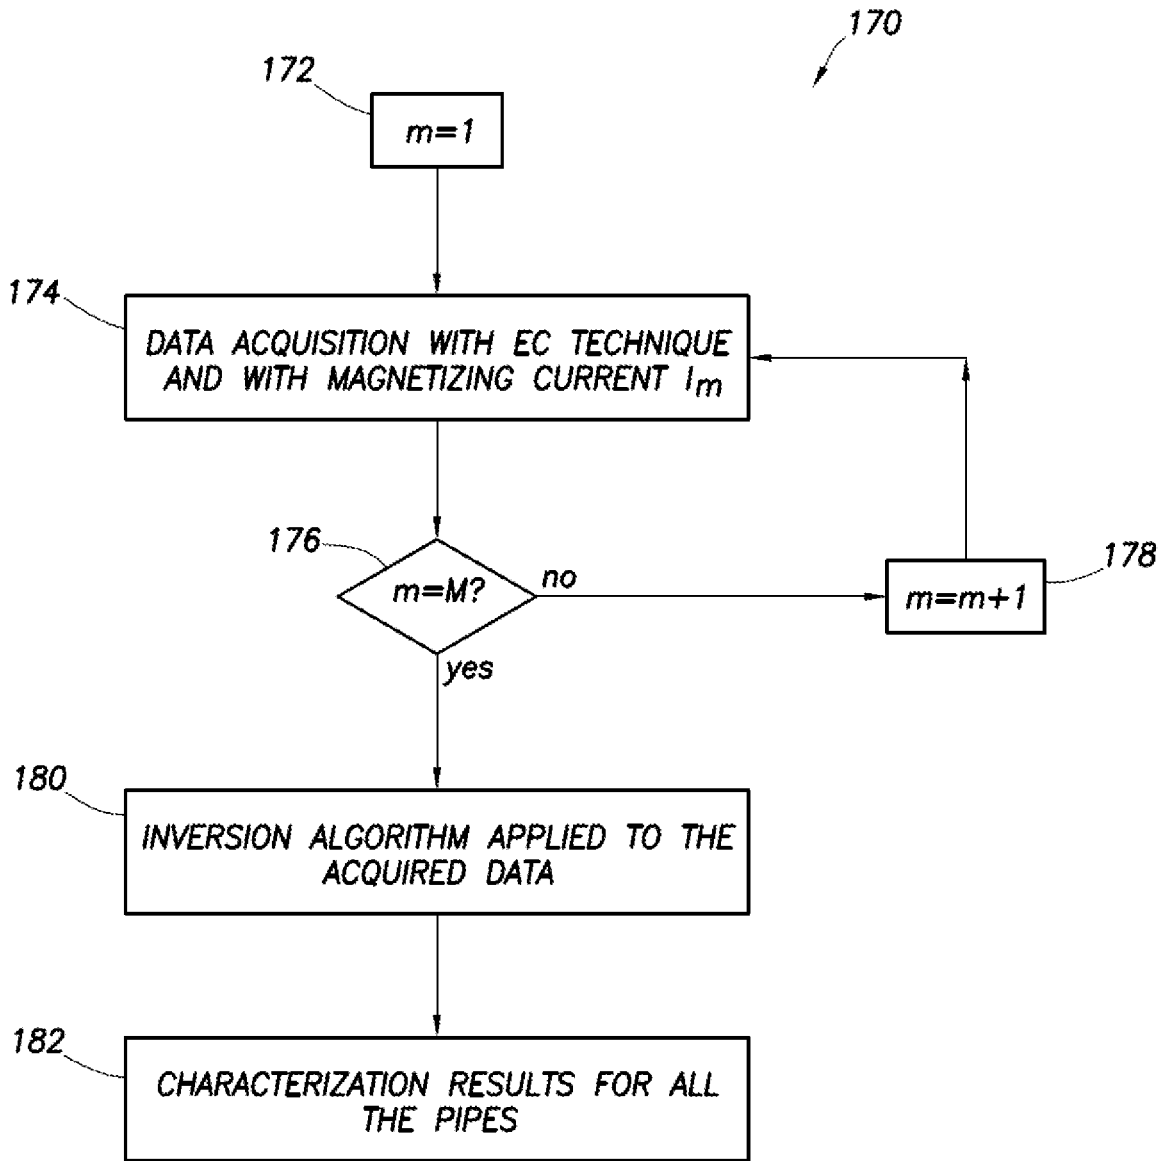 170
172
m=1
174
DATA ACQUISITION WITH EC TECHNIQUE
AND WITH MAGNETIZING CURRENT Im
176
m=M?
no
178
m=m+1
yes
180
INVERSION ALGORITHM APPLIED TO THE
ACQUIRED DATA
182
CHARACTERIZATION RESULTS FOR ALL
THE PIPES